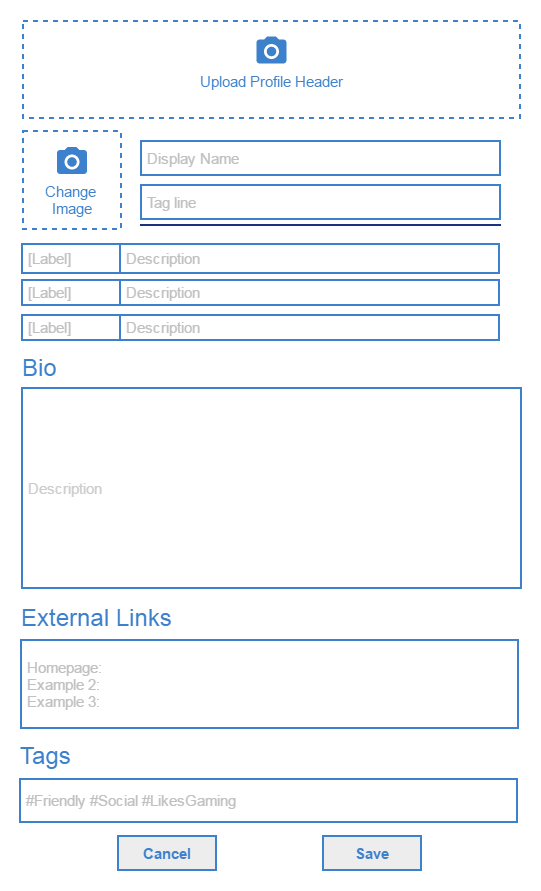 Upload Profile Header
Change
Image
Display Name
Tag line
[Label] Description
[Label] Description
[Label] Description
Bio
Description
External Links
Homepage:
Example 2:
Example 3:
Tags
#Friendly #Social #LikesGaming
Cancel Save